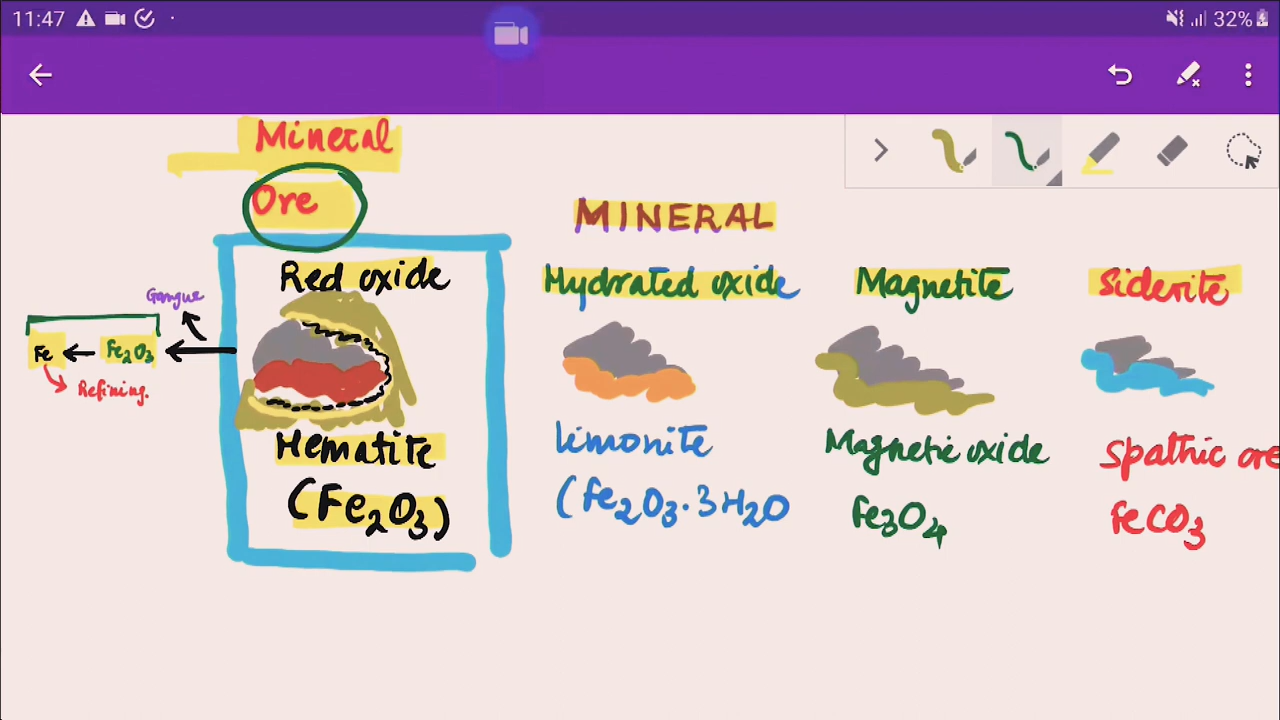 11:47
32%
Mineral
Ore
MINERAL
Red oxide
Hydrated oxide
Magnetite
Siderite
Gangue
Fe ← Fe₂O₃ ←
Refining.
Hematite
limonite
Magnetic oxide
Spathic ore
(Fe₂O₃)
(Fe₂O₃·3H₂O
Fe₃O₄
FeCO₃